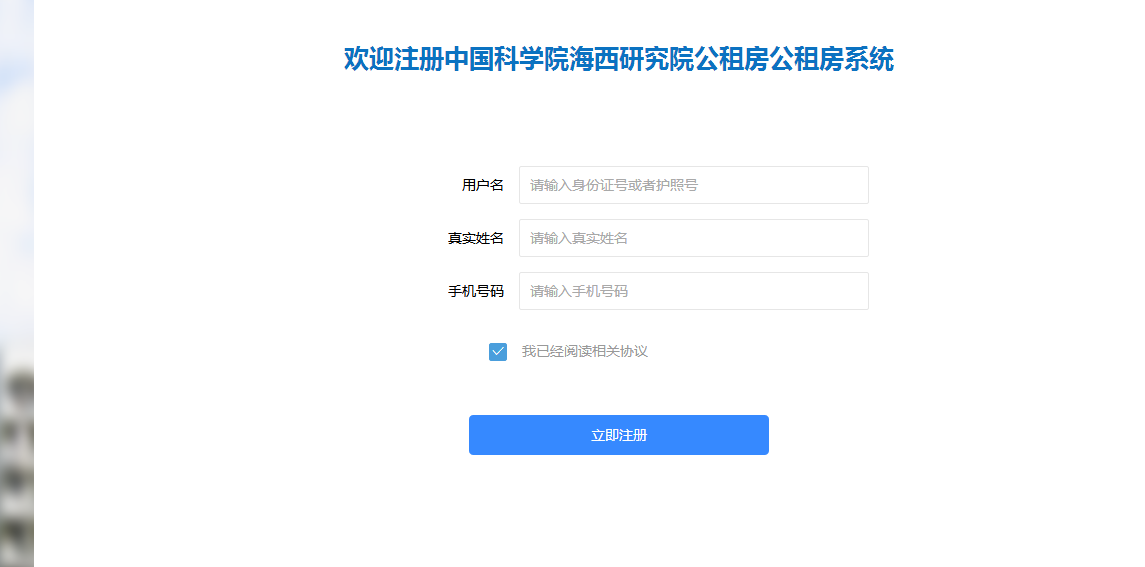 欢迎注册中国科学院海西研究院公租房公租房系统
用户名 请输入身份证号或者护照号
真实姓名 请输入真实姓名
手机号码 请输入手机号码
我已经阅读相关协议
立即注册